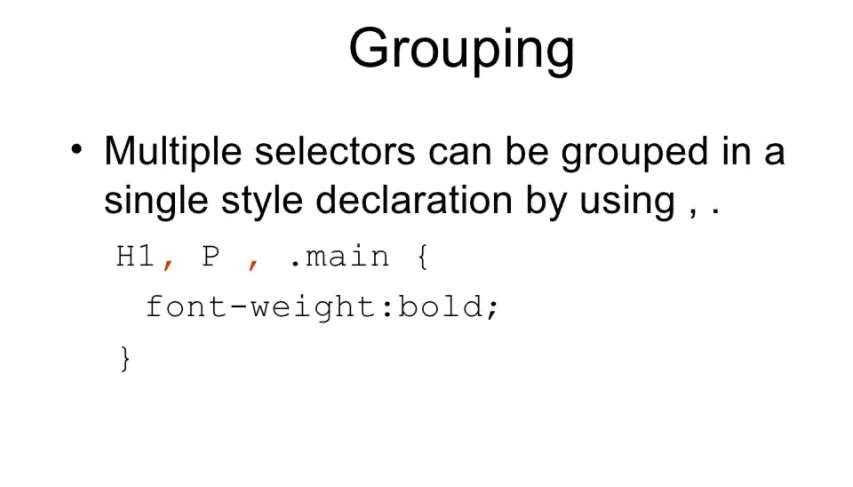 Grouping
• Multiple selectors can be grouped in a
single style declaration by using , .
H1, P , .main {
font-weight:bold;
}